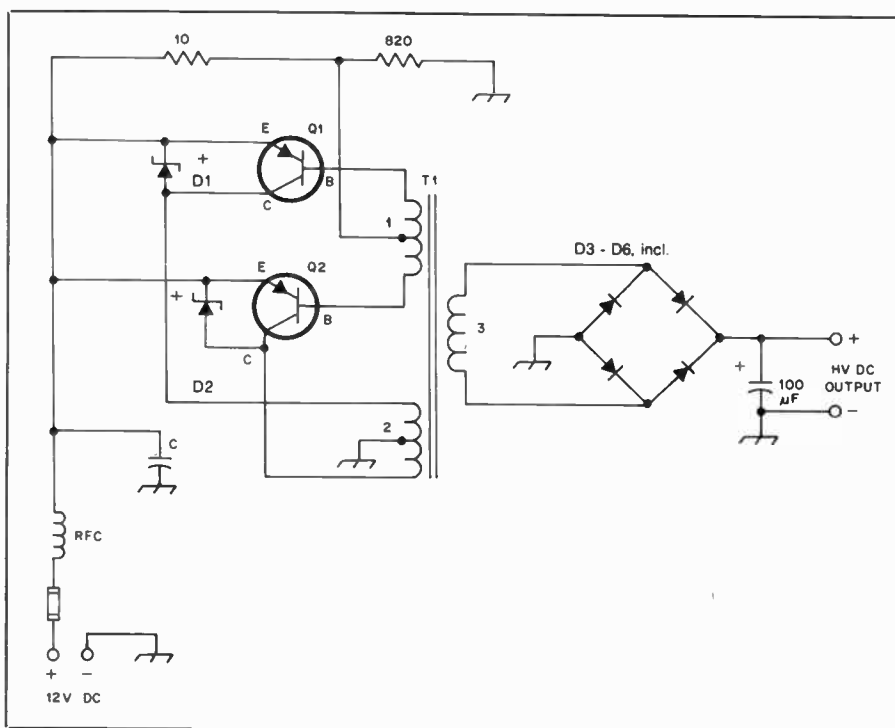 10
820
E
Q1
+
D1
B
C
T1
1
E
Q2
+
B
C
D2
2
3
D3 - D6, incl.
+
+
100
µF
HV DC
OUTPUT
-
C
RFC
+
-
12V DC